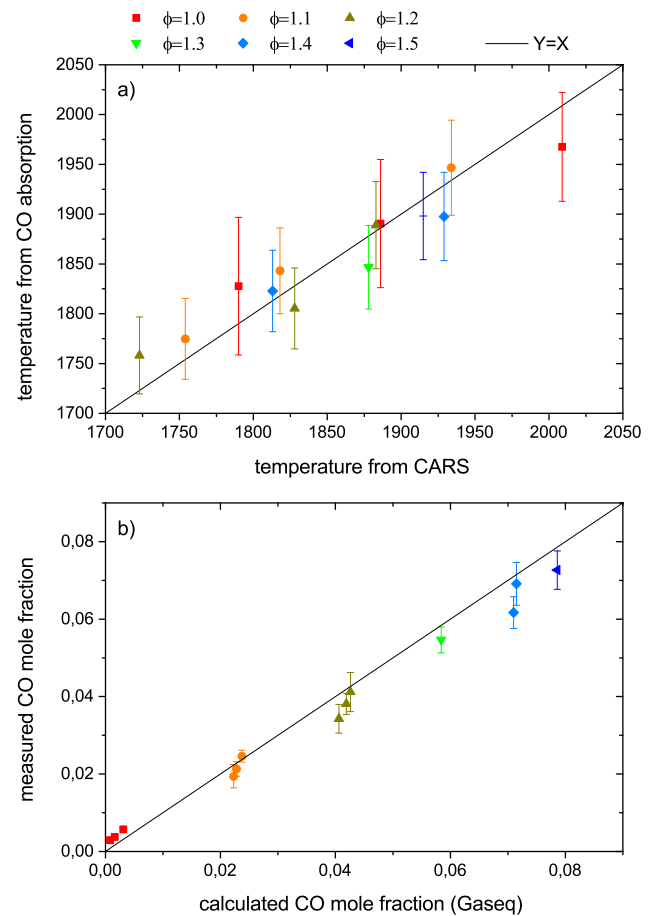 ϕ=1.0 ϕ=1.1 ϕ=1.2
ϕ=1.3 ϕ=1.4 ϕ=1.5 Y=X
a)
temperature from CO absorption
2050
2000
1950
1900
1850
1800
1750
1700
1700 1750 1800 1850 1900 1950 2000 2050
temperature from CARS
b)
measured CO mole fraction
0,08
0,06
0,04
0,02
0,00
0,00 0,02 0,04 0,06 0,08
calculated CO mole fraction (Gaseq)